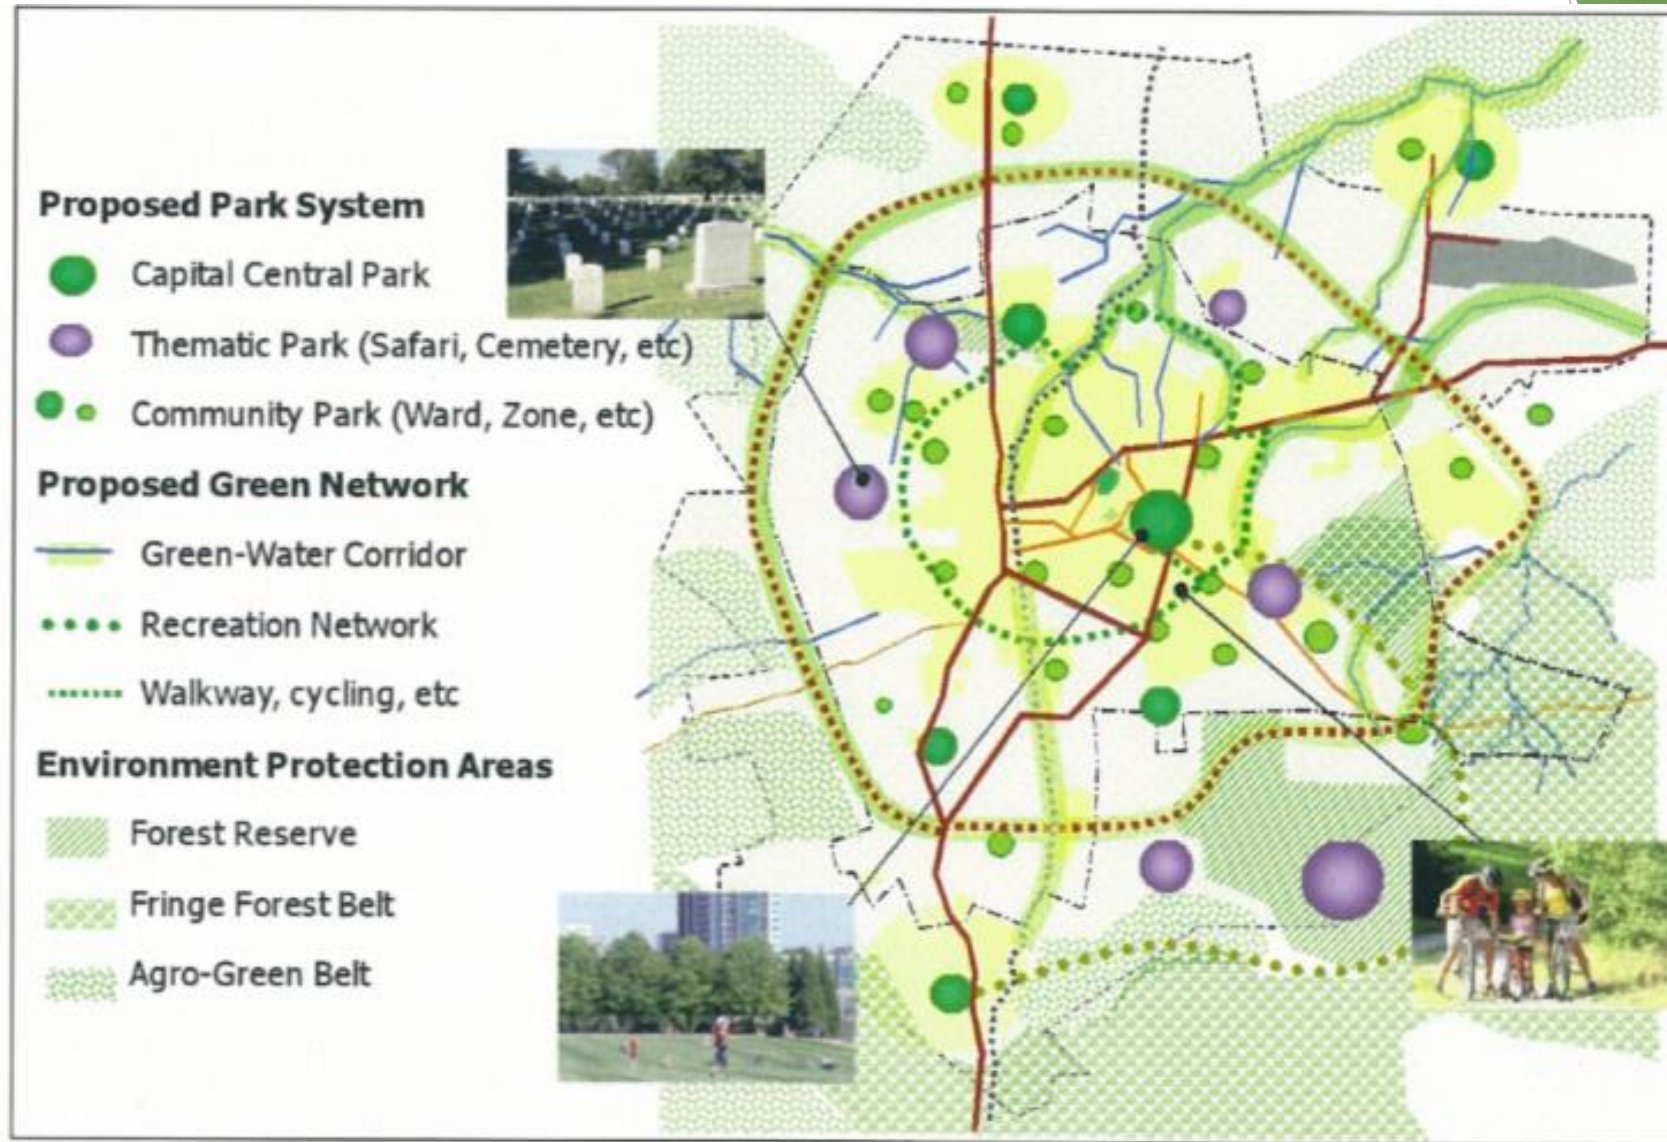 Proposed Park System
Capital Central Park
Thematic Park (Safari, Cemetery, etc)
Community Park (Ward, Zone, etc)
Proposed Green Network
Green-Water Corridor
Recreation Network
Walkway, cycling, etc
Environment Protection Areas
Forest Reserve
Fringe Forest Belt
Agro-Green Belt